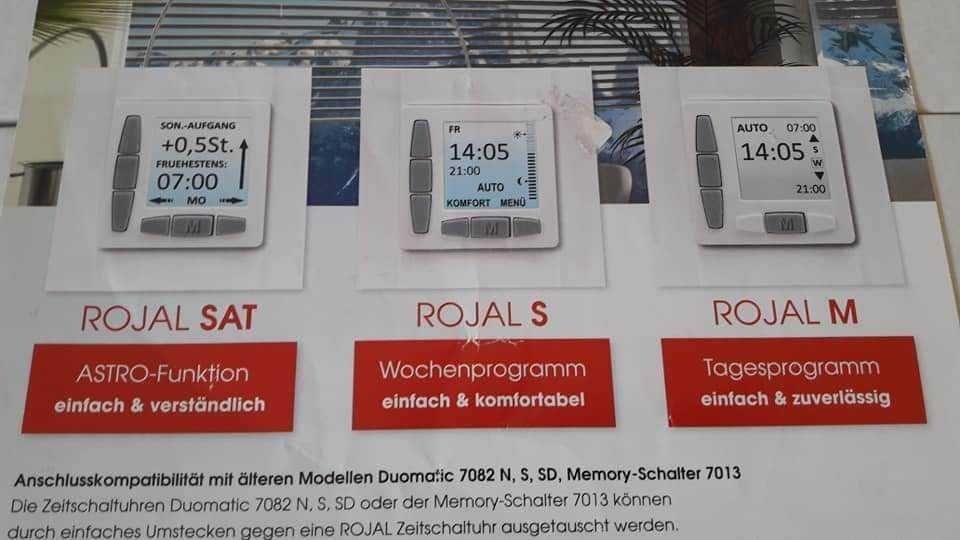 SON.-AUFGANG
+0,5St.
FRUEHESTENS:
07:00
MO
M
FR
14:05
21:00
AUTO
KOMFORT MENÜ
M
AUTO 07:00
14:05
S
W
21:00
M
ROJAL SAT
ASTRO-Funktion
einfach & verständlich
ROJAL S
Wochenprogramm
einfach & komfortabel
ROJAL M
Tagesprogramm
einfach & zuverlässig
Anschlusskompatibilität mit älteren Modellen Duomatic 7082 N, S, SD, Memory-Schalter 7013
Die Zeitschaltuhren Duomatic 7082 N, S, SD oder der Memory-Schalter 7013 können
durch einfaches Umstecken gegen eine ROJAL Zeitschaltuhr ausgetauscht werden.